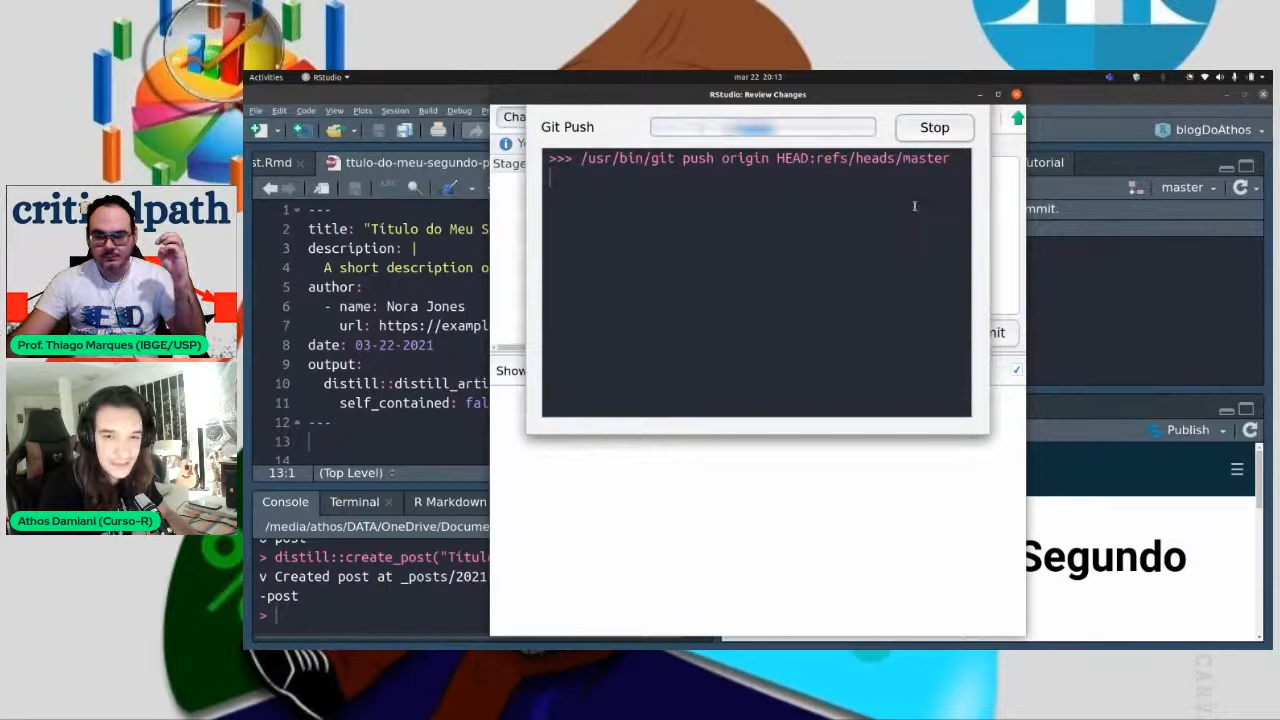 Activities
RStudio
mar 22 20:13
RStudio: Review Changes
File Edit Code View Plots Session Build Debug
Git Push
Stop
>>> /usr/bin/git push origin HEAD:refs/heads/master
blogDoAthos
st.Rmd
ttulo-do-meu-segundo-p
utorial
master
mmit.
1 ---
2 title: "Título do Meu S
3 description: |
4 A short description o
5 author:
6 - name: Nora Jones
7 url: https://exampl
8 date: 03-22-2021
9 output:
10 distill::distill_arti
11 self_contained: fal
12 ---
13
14
13:1 (Top Level)
Cha
Stage
Show
mit
Publish
Console Terminal R Markdown
/media/athos/DATA/OneDrive/Docume
o post
> distill::create_post("Títul
v Created post at _posts/2021
-post
>
Segundo
Prof. Thiago Marques (IBGE/USP)
Athos Damiani (Curso-R)